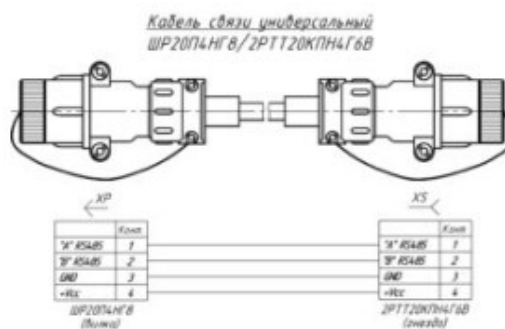 Кабель связи универсальный
ШР20П4НГ8/2РТТ20КПН4Г6В
ХР
XS
Конт.
"А" RS485 1
"В" RS485 2
GND 3
+Vcc 4
ШР20П4НГ8
(вилка)
Конт.
"А" RS485 1
"В" RS485 2
GND 3
+Vcc 4
2РТТ20КПН4Г6В
(гнездо)